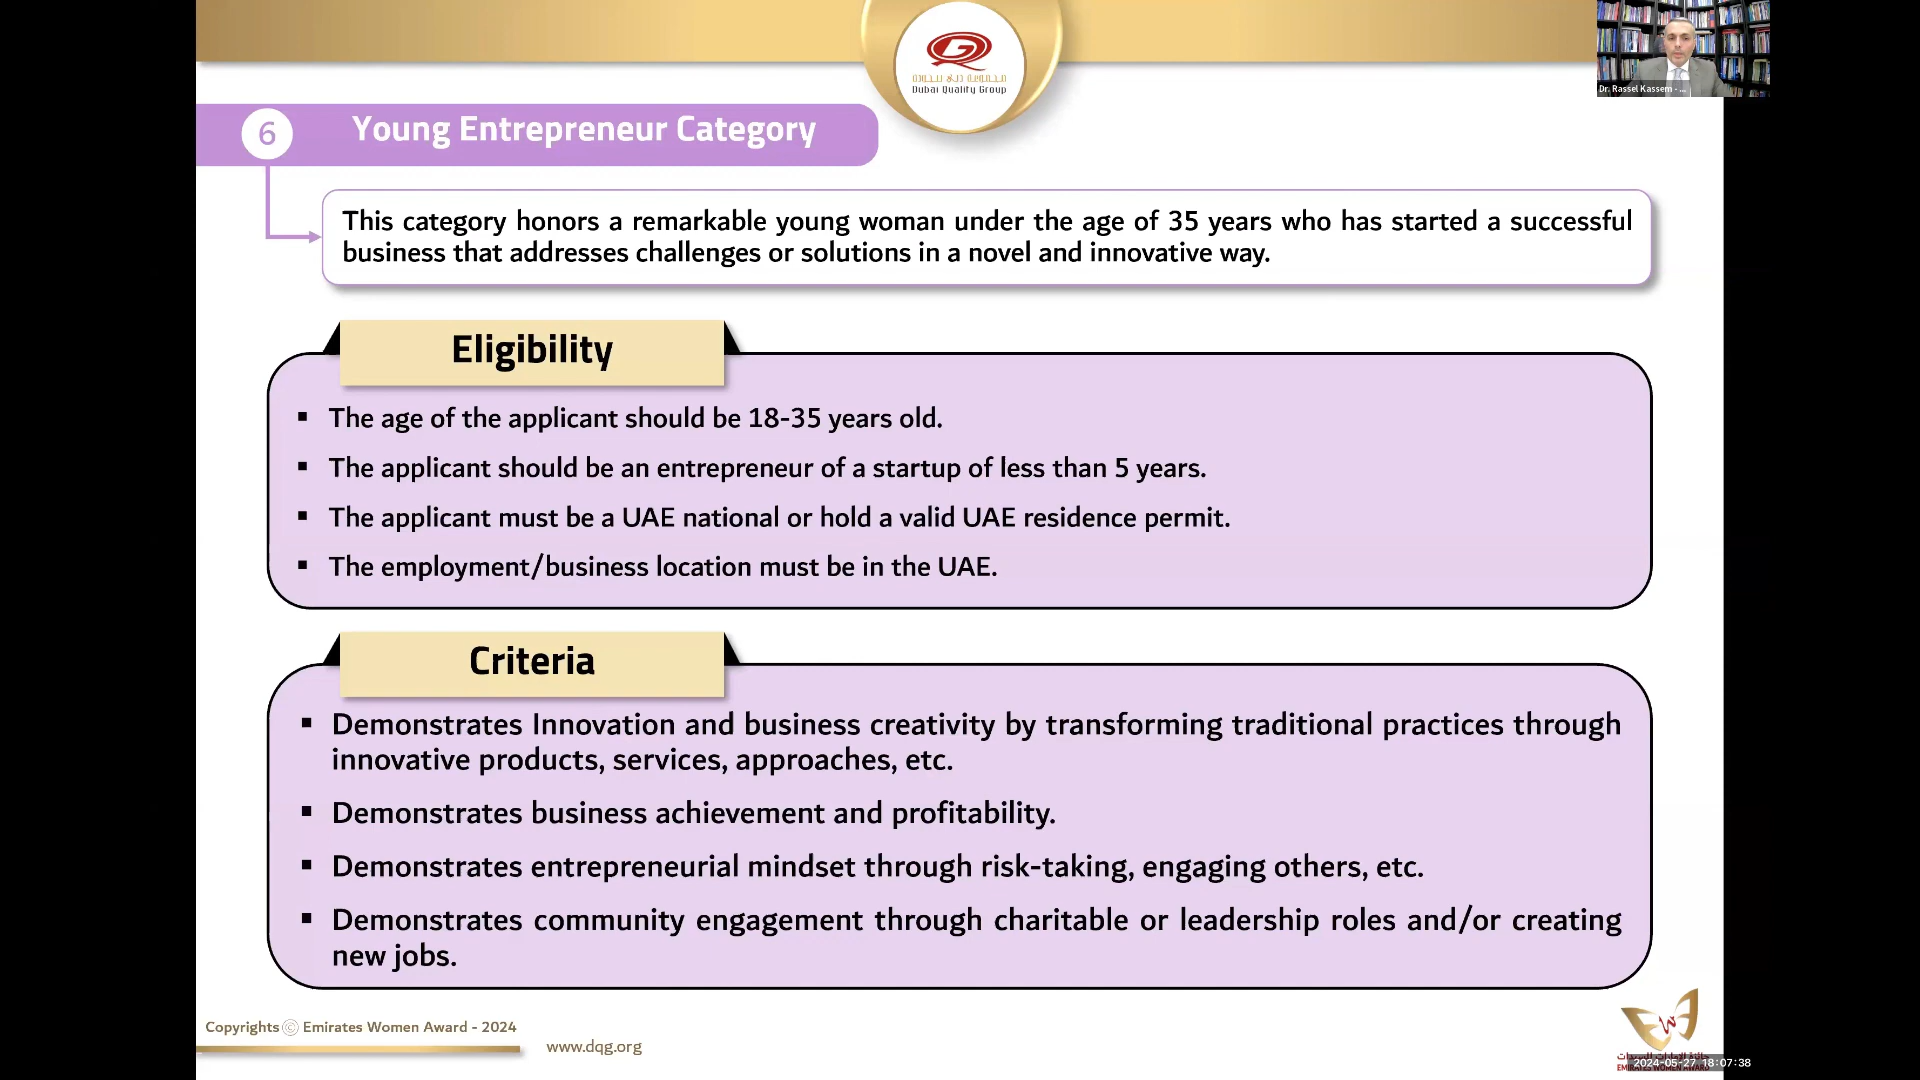 Dubai Quality Group
Dr. Rassel Kassem - ...
6
Young Entrepreneur Category
This category honors a remarkable young woman under the age of 35 years who has started a successful
business that addresses challenges or solutions in a novel and innovative way.
Eligibility
▪ The age of the applicant should be 18-35 years old.
▪ The applicant should be an entrepreneur of a startup of less than 5 years.
▪ The applicant must be a UAE national or hold a valid UAE residence permit.
▪ The employment/business location must be in the UAE.
Criteria
▪ Demonstrates Innovation and business creativity by transforming traditional practices through
innovative products, services, approaches, etc.
▪ Demonstrates business achievement and profitability.
▪ Demonstrates entrepreneurial mindset through risk-taking, engaging others, etc.
▪ Demonstrates community engagement through charitable or leadership roles and/or creating
new jobs.
Copyrights © Emirates Women Award - 2024
www.dqg.org
EWA
EMIRATES WOMEN AWARD
2024-05-27 18:07:38